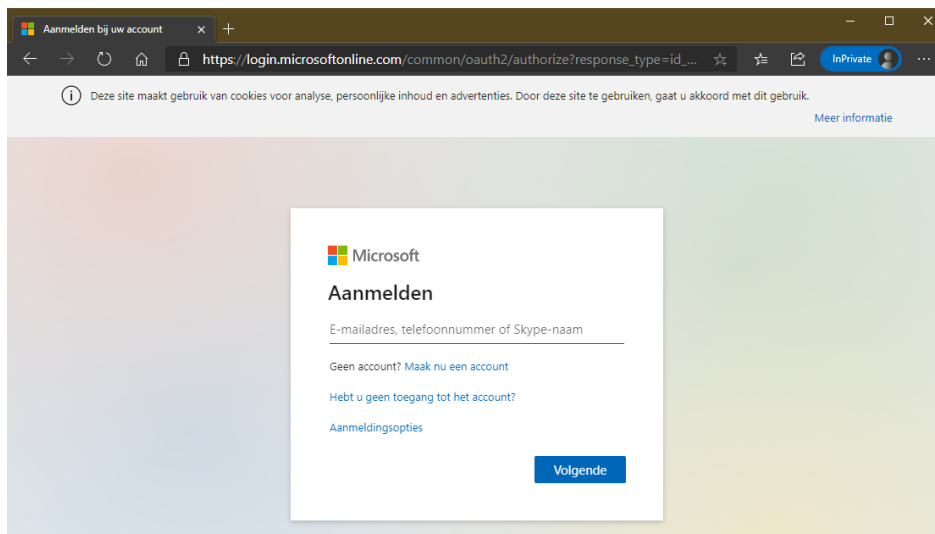 Aanmelden bij uw account
https://login.microsoftonline.com/common/oauth2/authorize?response_type=id_...
InPrivate
Deze site maakt gebruik van cookies voor analyse, persoonlijke inhoud en advertenties. Door deze site te gebruiken, gaat u akkoord met dit gebruik.
Meer informatie
Microsoft
Aanmelden
E-mailadres, telefoonnummer of Skype-naam
Geen account? Maak nu een account
Hebt u geen toegang tot het account?
Aanmeldingsopties
Volgende